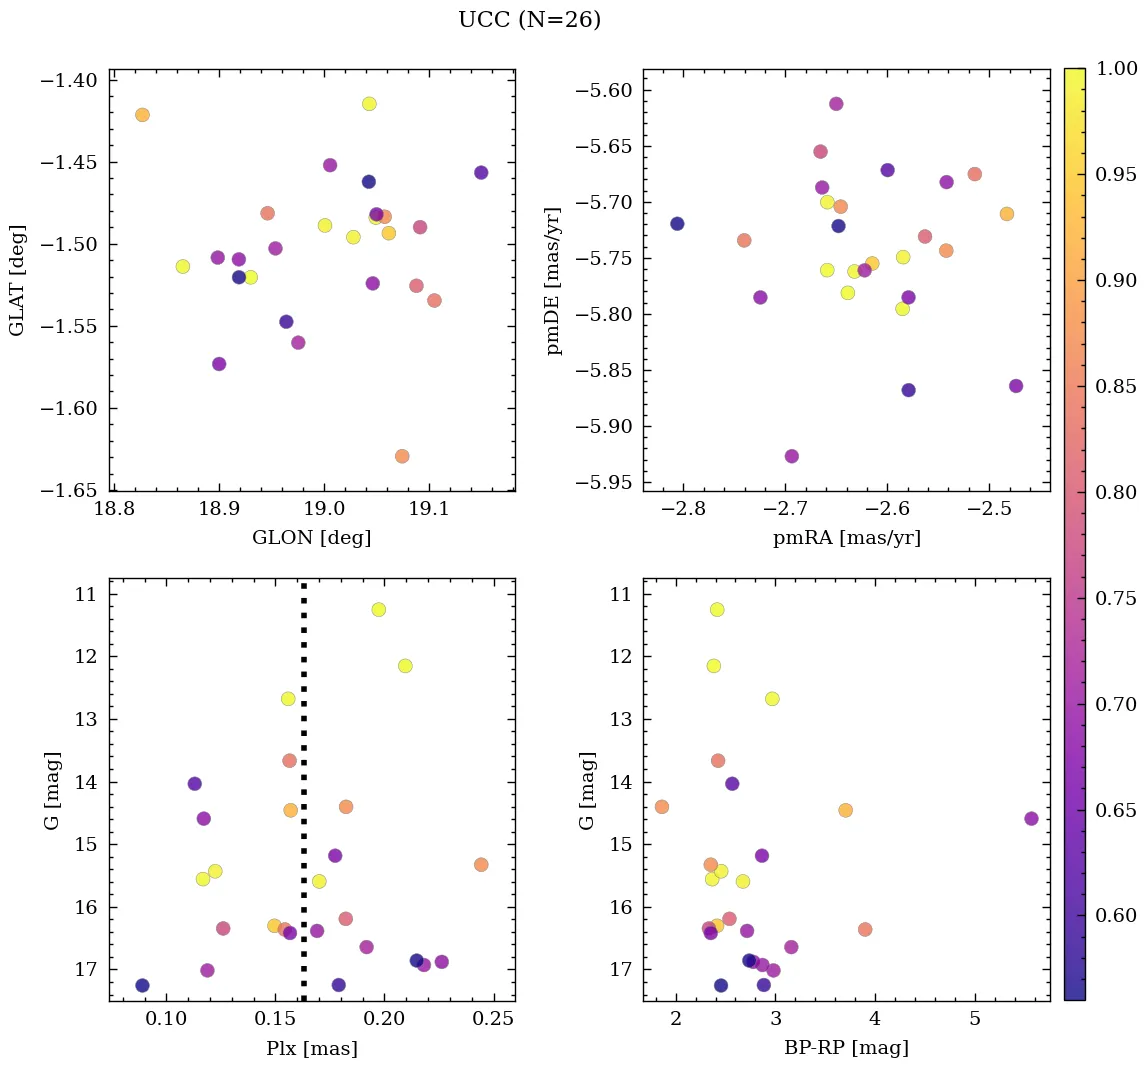 UCC (N=26)
−1.40
−1.45
−1.50
−1.55
−1.60
−1.65
GLAT [deg]
18.8 18.9 19.0 19.1
GLON [deg]
−5.60
−5.65
−5.70
−5.75
−5.80
−5.85
−5.90
−5.95
pmDE [mas/yr]
−2.8 −2.7 −2.6 −2.5
pmRA [mas/yr]
1.00
0.95
0.90
0.85
0.80
0.75
0.70
0.65
0.60
11
12
13
14
15
16
17
G [mag]
0.10 0.15 0.20 0.25
Plx [mas]
11
12
13
14
15
16
17
G [mag]
2 3 4 5
BP-RP [mag]